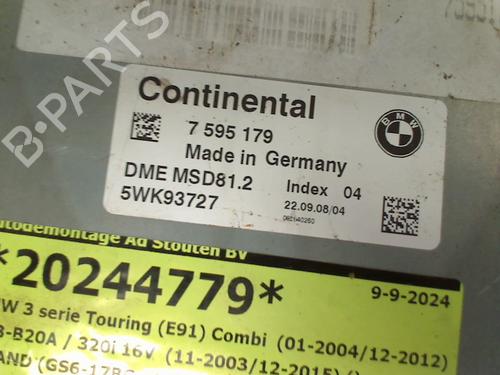 B-PARTS
Continental
BMW
7 595 179
Made in Germany
DME MSD81.2 Index 04
5WK93727 22.09.08/04
Autodemontage Ad Stouten BV
*20244779* 9-9-2024
3 serie Touring (E91) Combi (01-2004/12-2012)
-B20A / 320i 16V (11-2003/12-2015)